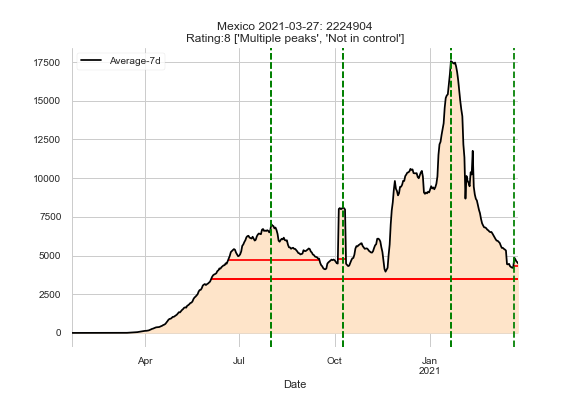 Mexico 2021-03-27: 2224904
Rating:8 ['Multiple peaks', 'Not in control']
Average-7d
17500
15000
12500
10000
7500
5000
2500
0
Apr
Jul
Oct
Jan
2021
Date